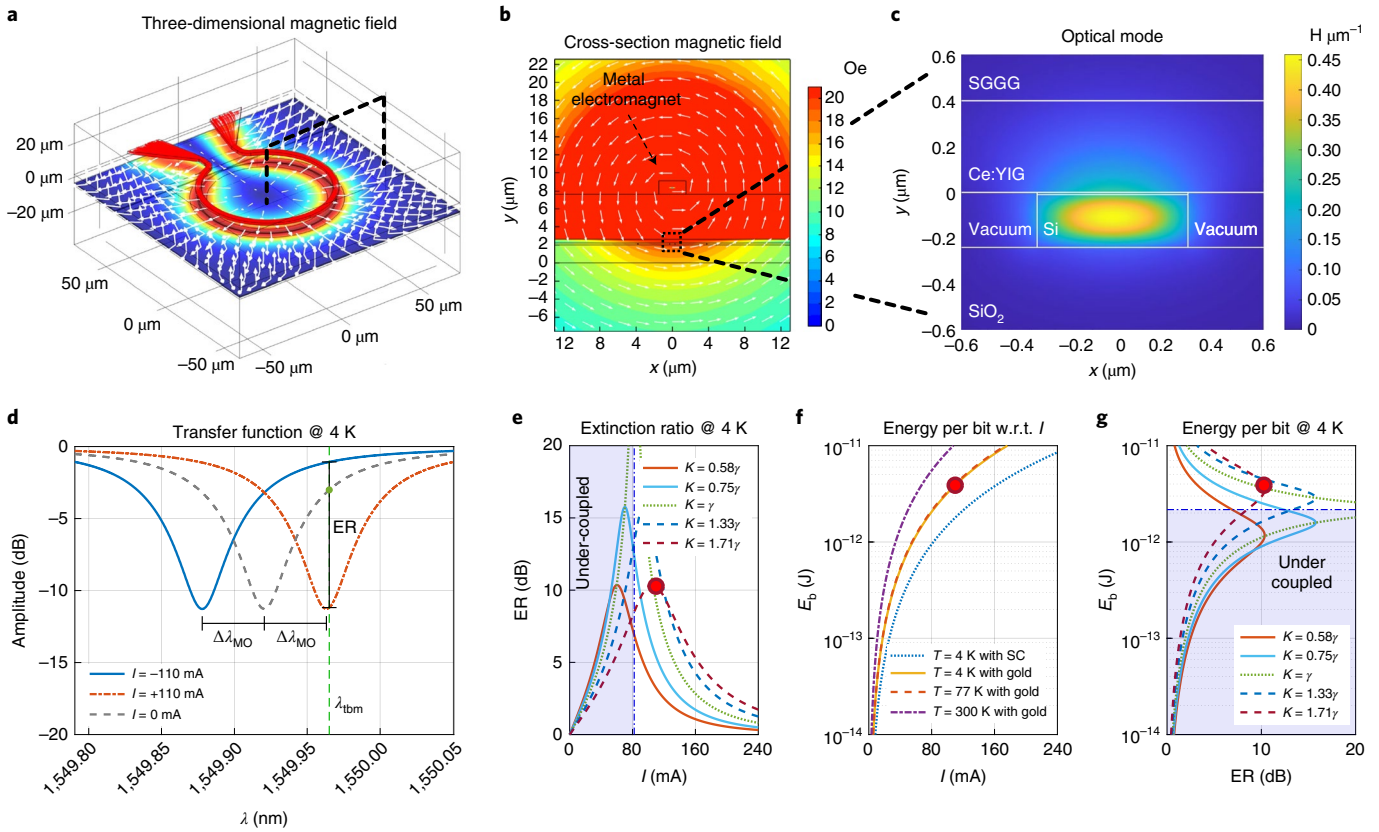 a
Three-dimensional magnetic field
20 μm
0 μm
−20 μm
50 μm
0 μm
−50 μm
−50 μm
0 μm
50 μm
b
Cross-section magnetic field
Oe
Metal
electromagnet
22
20
18
16
14
12
10
8
6
4
2
0
−2
−4
−6
y (μm)
12 8 4 0 4 8 12
x (μm)
20
18
16
14
12
10
8
6
4
2
0
c
Optical mode
H μm⁻¹
SGGG
Ce:YIG
Vacuum
Si
Vacuum
SiO₂
0.6
0.4
0.2
0
−0.2
−0.4
−0.6
y (μm)
−0.6 −0.4 −0.2 0 0.2 0.4 0.6
x (μm)
0.45
0.40
0.35
0.30
0.25
0.20
0.15
0.10
0.05
0
d
Transfer function @ 4 K
0
−5
−10
−15
−20
Amplitude (dB)
ER
ΔλMO
ΔλMO
λtbm
I = −110 mA
I = +110 mA
I = 0 mA
1,549.80
1,549.85
1,549.90
1,549.95
1,550.00
1,550.05
λ (nm)
e
Extinction ratio @ 4 K
20
15
10
5
0
ER (dB)
Under-coupled
K = 0.58γ
K = 0.75γ
K = γ
K = 1.33γ
K = 1.71γ
0 80 160 240
I (mA)
f
Energy per bit w.r.t. I
10⁻¹¹
10⁻¹²
10⁻¹³
10⁻¹⁴
Eb (J)
T = 4 K with SC
T = 4 K with gold
T = 77 K with gold
T = 300 K with gold
0 80 160 240
I (mA)
g
Energy per bit @ 4 K
10⁻¹¹
10⁻¹²
10⁻¹³
10⁻¹⁴
Eb (J)
Under
coupled
K = 0.58γ
K = 0.75γ
K = γ
K = 1.33γ
K = 1.71γ
0 10 20
ER (dB)